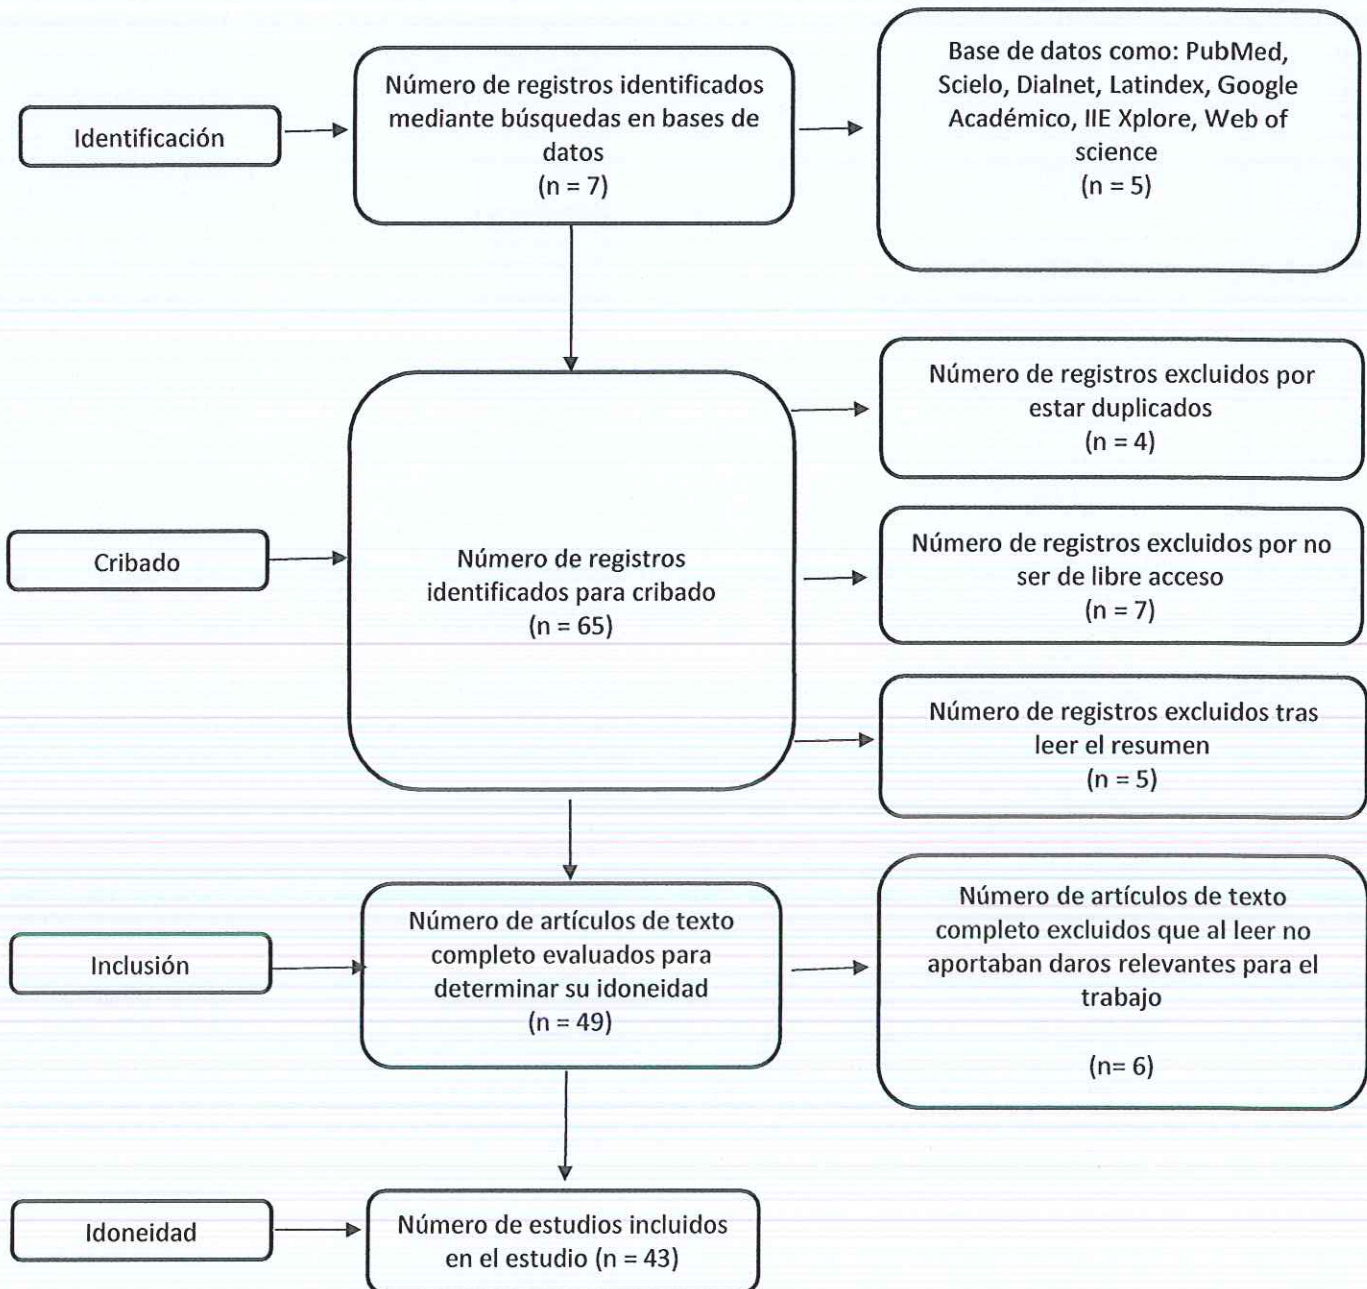 Identificación
Número de registros identificados
mediante búsquedas en bases de
datos
(n = 7)
Base de datos como: PubMed,
Scielo, Dialnet, Latindex, Google
Académico, IIE Xplore, Web of
science
(n = 5)
Cribado
Número de registros
identificados para cribado
(n = 65)
Número de registros excluidos por
estar duplicados
(n = 4)
Número de registros excluidos por no
ser de libre acceso
(n = 7)
Número de registros excluidos tras
leer el resumen
(n = 5)
Inclusión
Número de artículos de texto
completo evaluados para
determinar su idoneidad
(n = 49)
Número de artículos de texto
completo excluidos que al leer no
aportaban daros relevantes para el
trabajo
(n= 6)
Idoneidad
Número de estudios incluidos
en el estudio (n = 43)